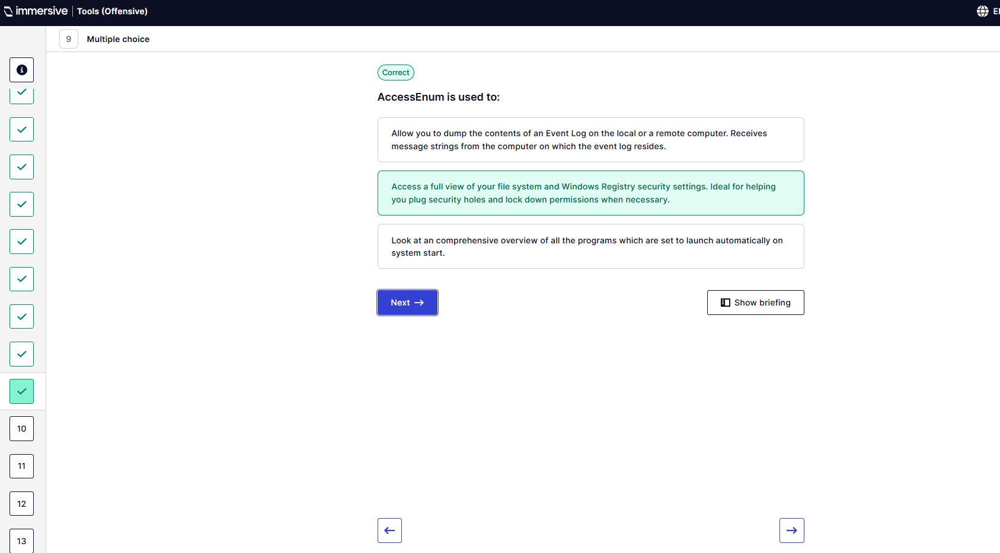 immersive
Tools (Offensive)
9
Multiple choice
Correct
AccessEnum is used to:
Allow you to dump the contents of an Event Log on the local or a remote computer. Receives
message strings from the computer on which the event log resides.
Access a full view of your file system and Windows Registry security settings. Ideal for helping
you plug security holes and lock down permissions when necessary.
Look at an comprehensive overview of all the programs which are set to launch automatically on
system start.
Next
Show briefing
10
11
12
13